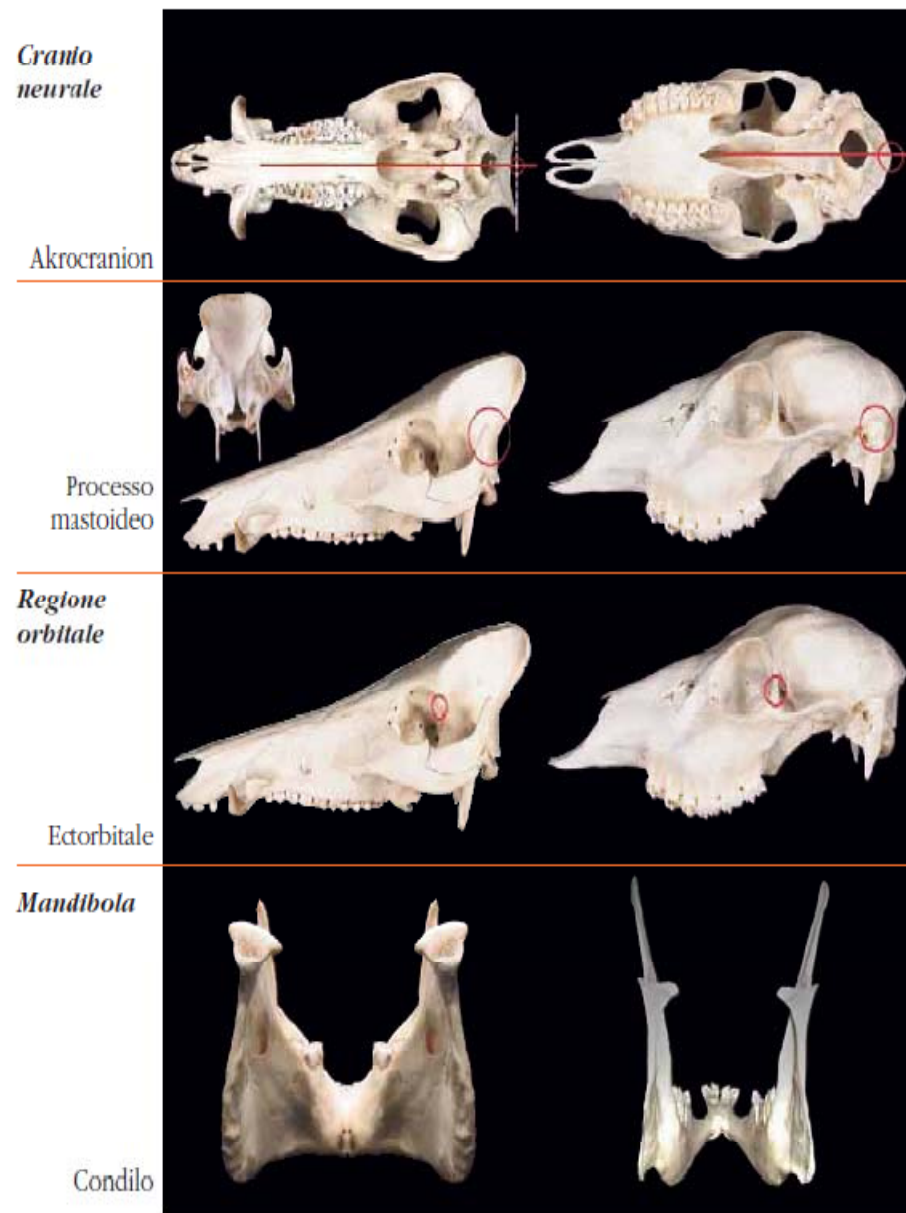 Cranio
neurale
Akrocranion
Processo
mastoideo
Regione
orbitale
Ectorbitale
Mandibola
Condilo